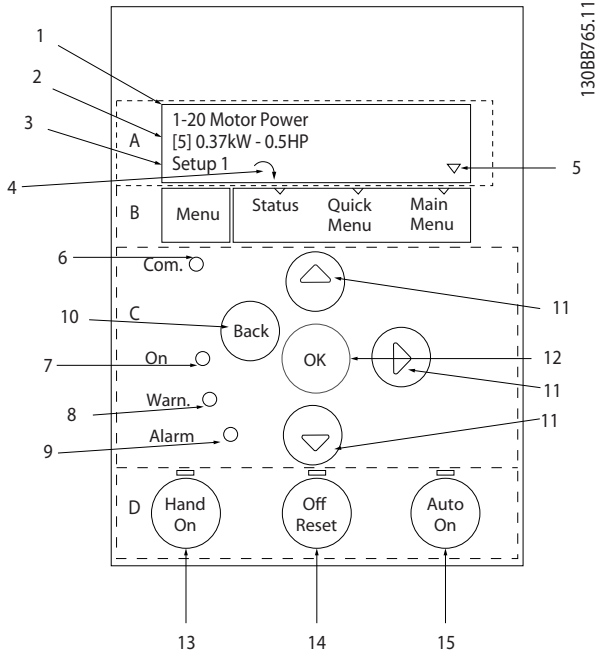 130BB765.11
1
2
3
4
A
1-20 Motor Power
[5] 0.37kW - 0.5HP
Setup 1
5
B
Menu
Status
Quick
Menu
Main
Menu
6
Com.
C
10
Back
11
OK
12
7
On
11
8
Warn.
11
9
Alarm
D
Hand
On
Off
Reset
Auto
On
13
14
15